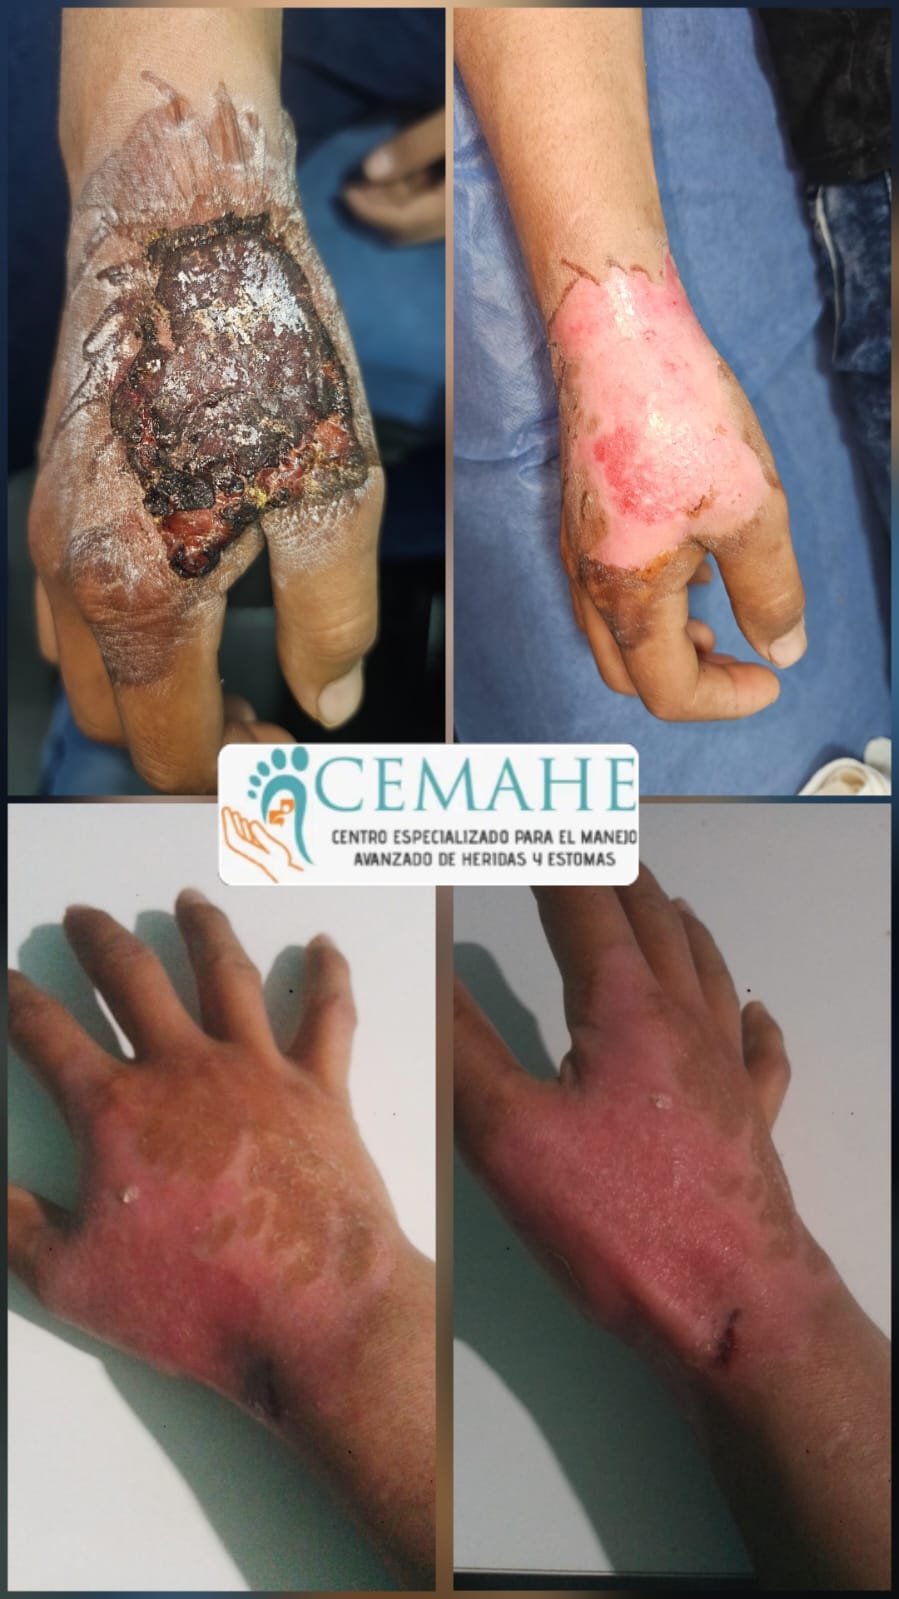 CEMAHE
CENTRO ESPECIALIZADO PARA EL MANEJO
AVANZADO DE HERIDAS Y ESTOMAS